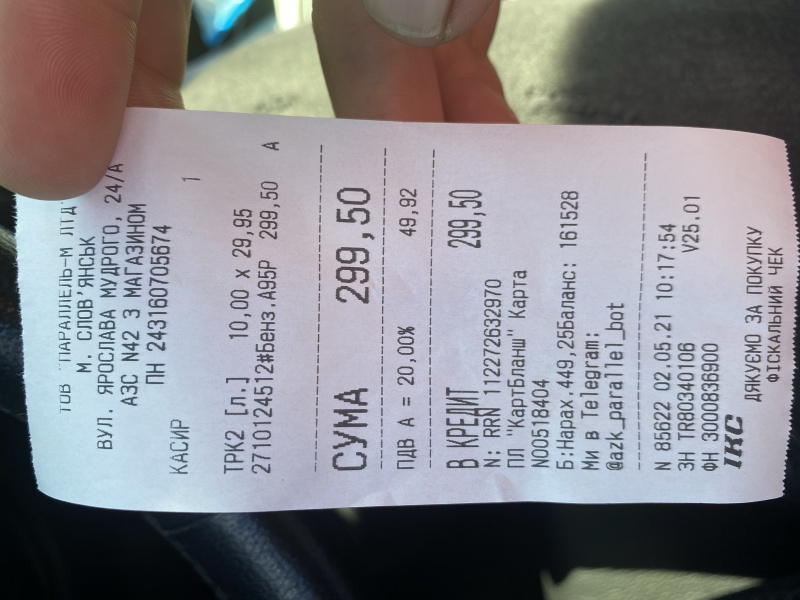 ТОВ "ПАРАЛЛЕЛЬ-М ЛТД"
М. СЛОВ'ЯНСЬК
ВУЛ. ЯРОСЛАВА МУДРОГО, 24/А
АЗС N42 З МАГАЗИНОМ
ПН 243160705674
КАСИР 1
ТРК2 [л.] 10,00 x 29,95
2710124512#Бенз.А95Р 299,50 А
СУМА 299,50
ПДВ А = 20,00% 49,92
В КРЕДИТ 299,50
N: RRN 112272632970
ПЛ "КартБланш" Карта
N00518404
Б:Нарах.449,25Баланс: 161528
Ми в Telegram:
@azk_parallel_bot
N 85622 02.05.21 10:17:54
ЗН TR80340106 V25.01
ФН 3000836900
ІКС ДЯКУЄМО ЗА ПОКУПКУ
ФІСКАЛЬНИЙ ЧЕК